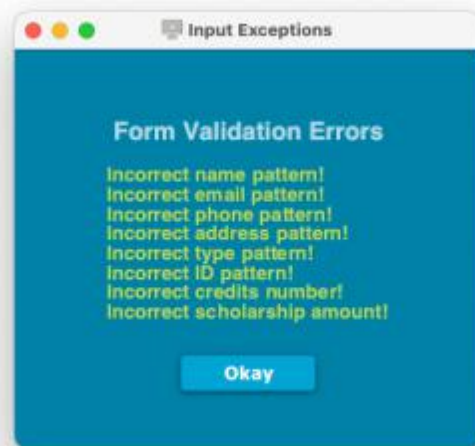 Input Exceptions
Form Validation Errors
Incorrect name pattern!
Incorrect email pattern!
Incorrect phone pattern!
Incorrect address pattern!
Incorrect type pattern!
Incorrect ID pattern!
Incorrect credits number!
Incorrect scholarship amount!
Okay